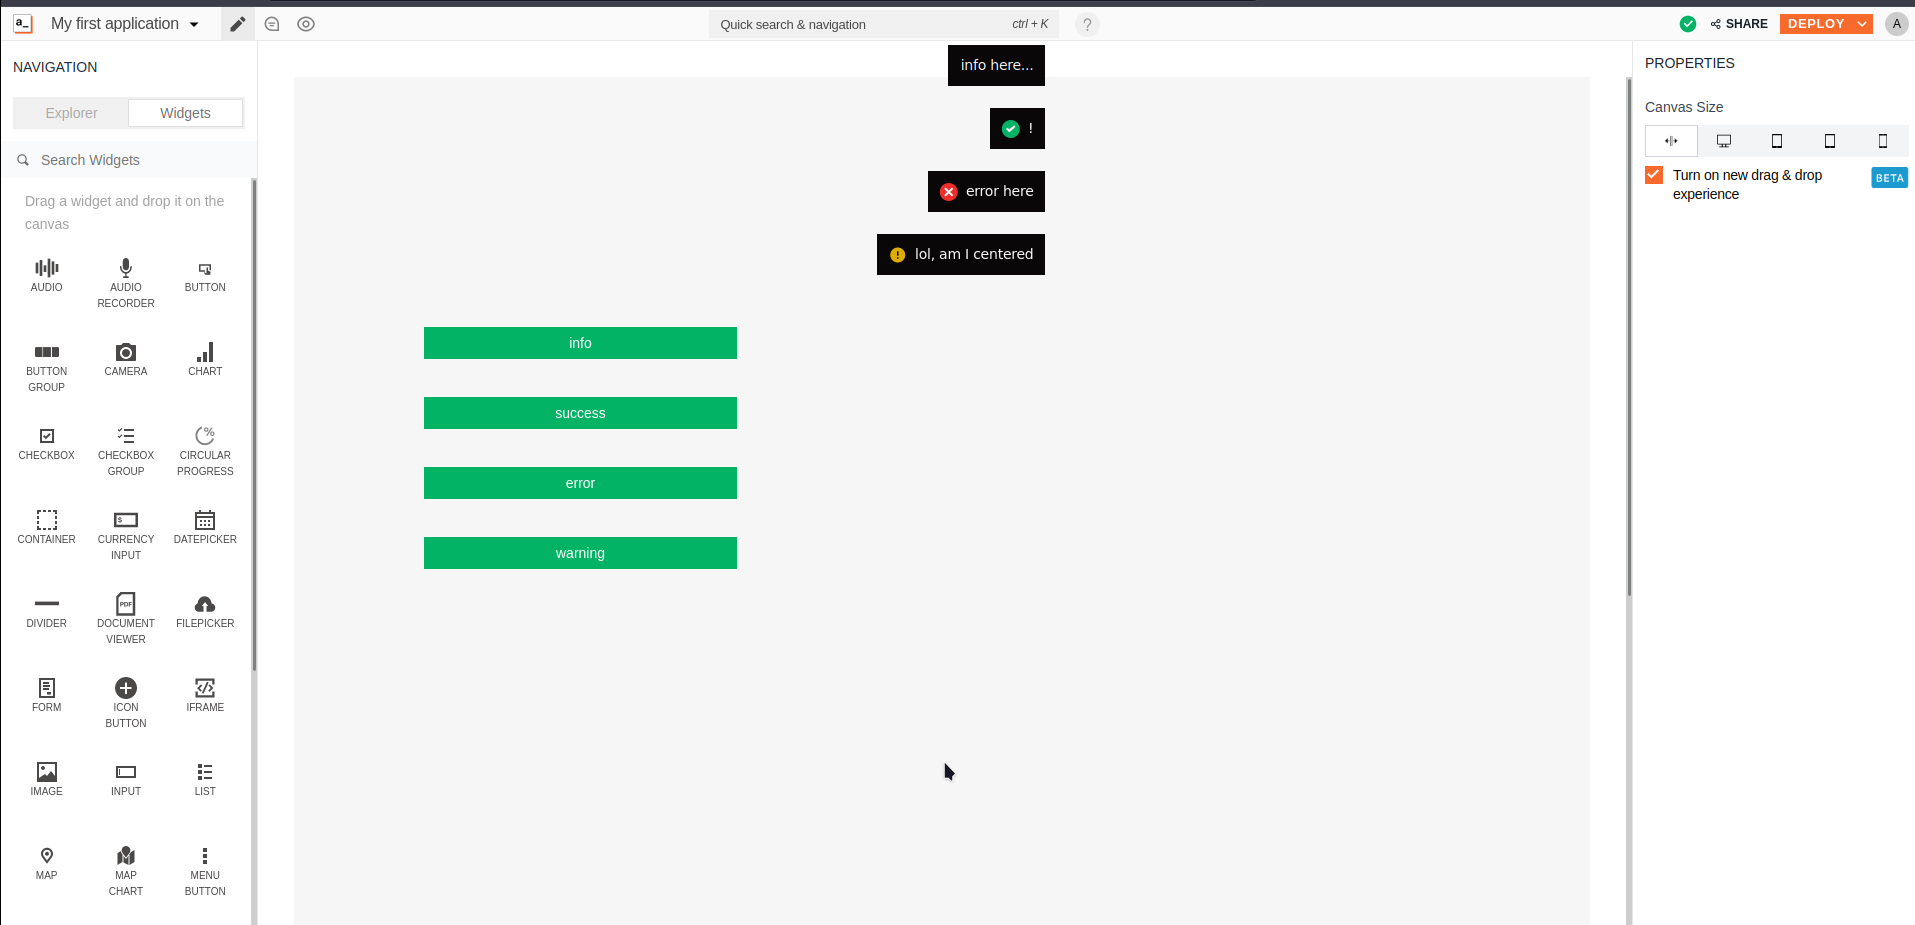 a_ My first application Quick search & navigation ctrl + K ? SHARE DEPLOY A
NAVIGATION
Explorer Widgets
Search Widgets
Drag a widget and drop it on the
canvas
AUDIO
AUDIO
RECORDER
BUTTON
BUTTON
GROUP
CAMERA
CHART
CHECKBOX
CHECKBOX
GROUP
CIRCULAR
PROGRESS
CONTAINER
$
CURRENCY
INPUT
DATEPICKER
DIVIDER
PDF
DOCUMENT
VIEWER
FILEPICKER
FORM
ICON
BUTTON
IFRAME
IMAGE
INPUT
LIST
MAP
MAP
CHART
MENU
BUTTON
info here...
!
error here
lol, am I centered
info
success
error
warning
PROPERTIES
Canvas Size
Turn on new drag & drop
experience
BETA